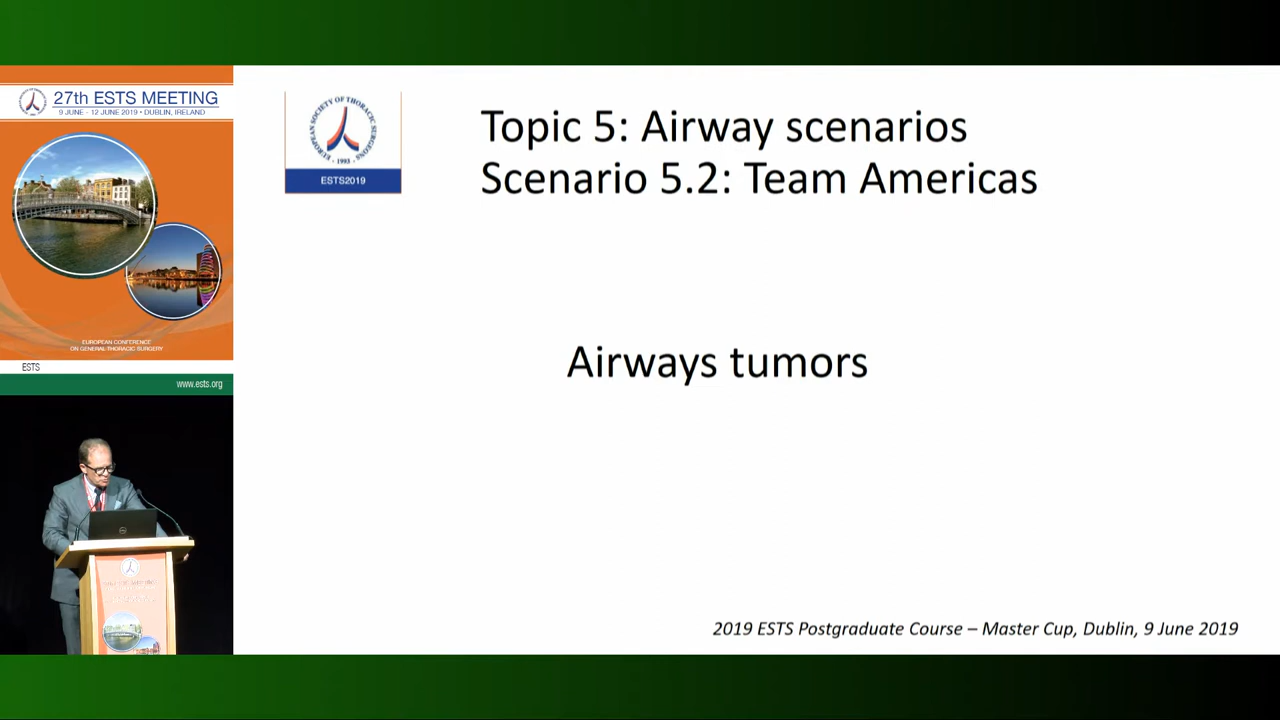 27th ESTS MEETING
9 JUNE - 12 JUNE 2019 • DUBLIN, IRELAND
EUROPEAN CONFERENCE
ON GENERAL THORACIC SURGERY
ESTS
www.ests.org
EUROPEAN SOCIETY OF THORACIC SURGEONS
- 1993 -
ESTS2019
Topic 5: Airway scenarios
Scenario 5.2: Team Americas
Airways tumors
2019 ESTS Postgraduate Course – Master Cup, Dublin, 9 June 2019